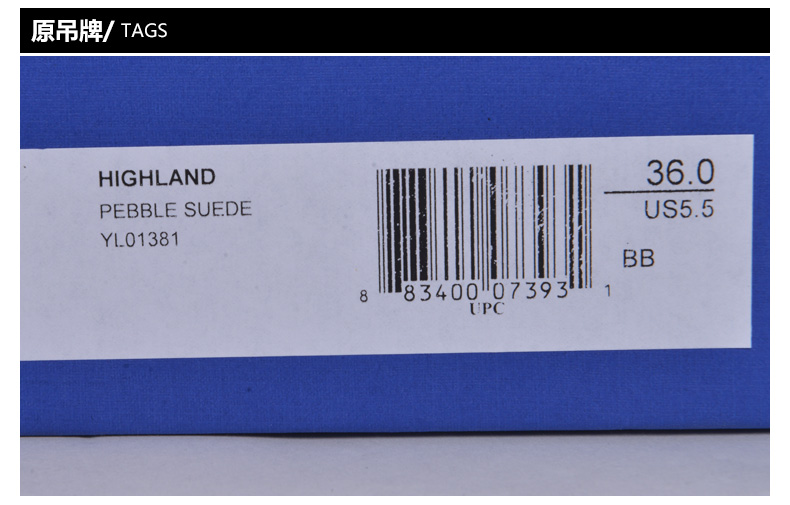 原吊牌/ TAGS
HIGHLAND
PEBBLE SUEDE
YL01381
8 83400 07393 1
UPC
36.0
US5.5
BB